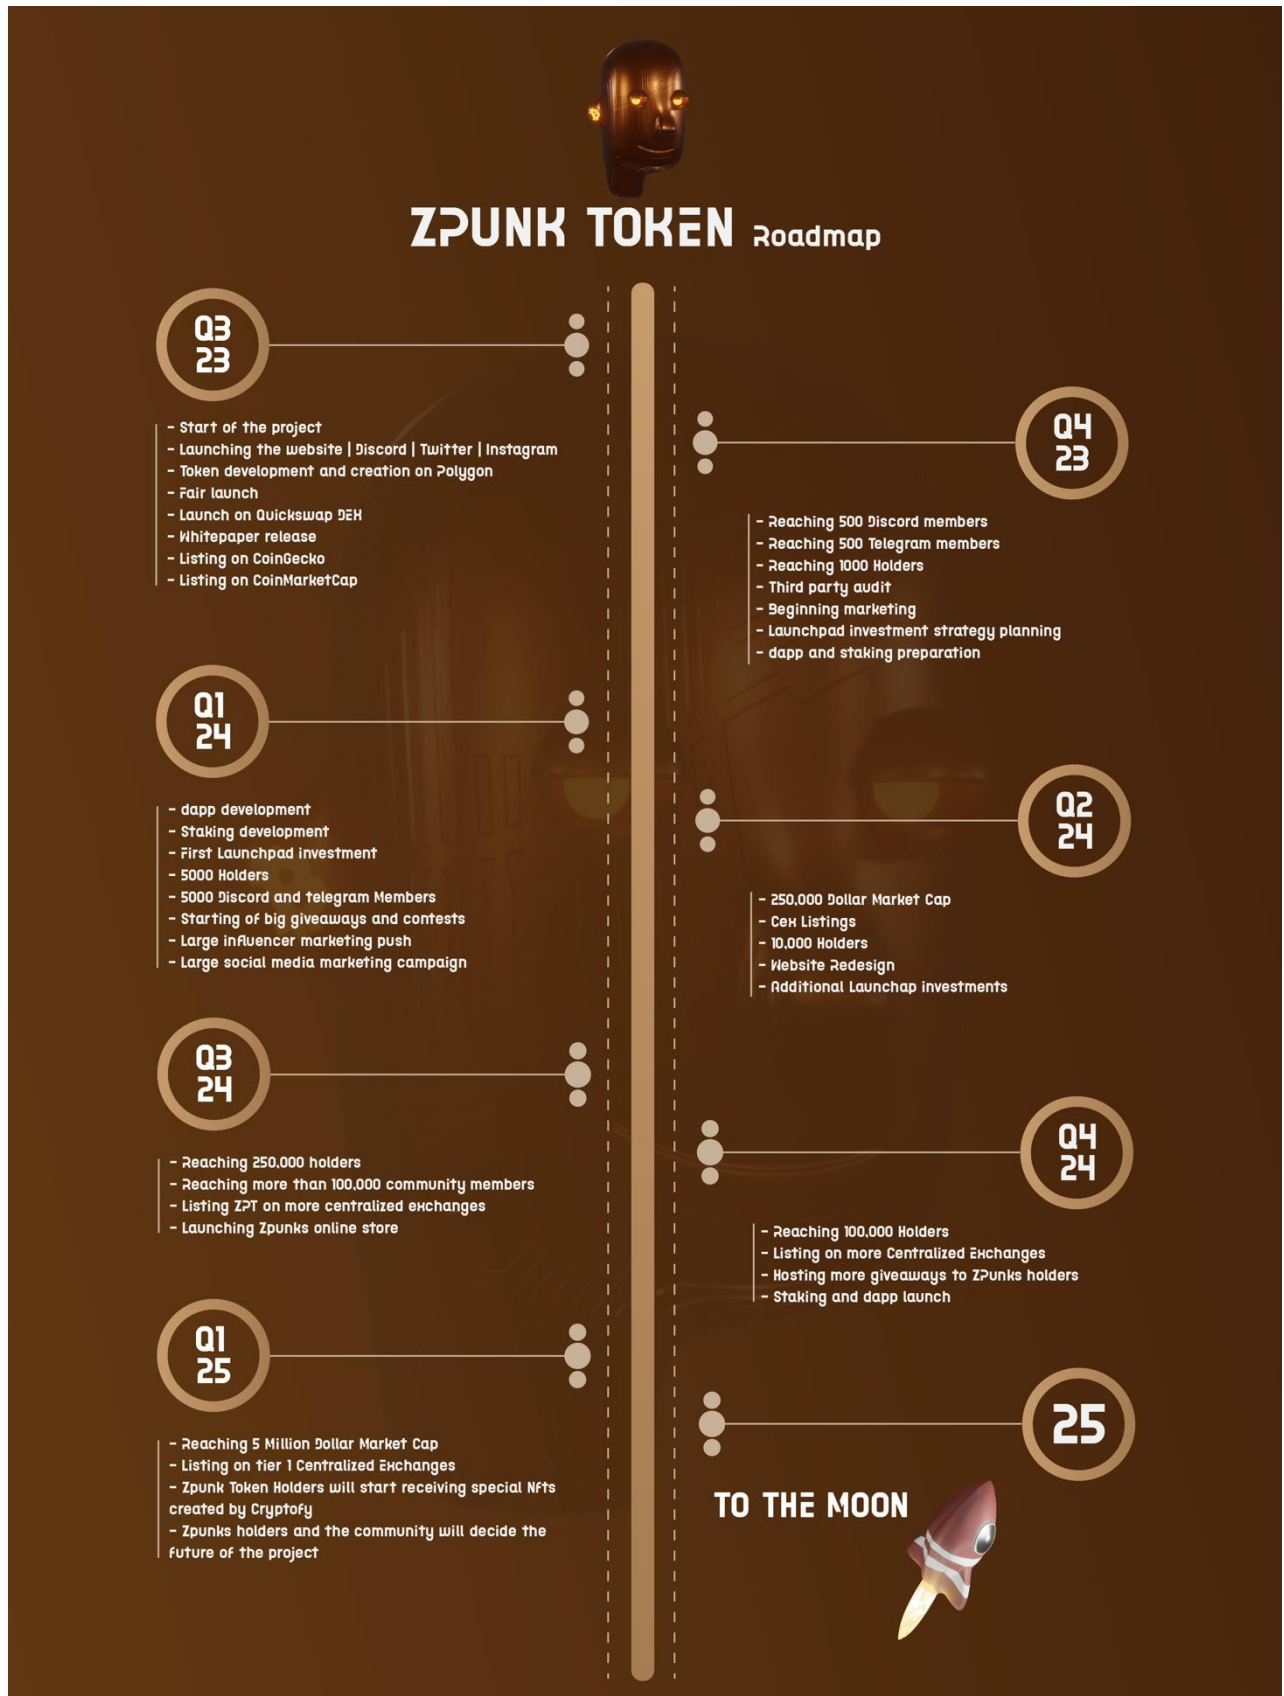 ZPUNK TOKEN Roadmap
Q3
23
- Start of the project
- Launching the website | Discord | Twitter | Instagram
- Token development and creation on Polygon
- Fair launch
- Launch on Quickswap DEX
- Whitepaper release
- Listing on CoinGecko
- Listing on CoinMarketCap
Q4
23
- Reaching 500 Discord members
- Reaching 500 Telegram members
- Reaching 1000 Holders
- Third party audit
- Beginning marketing
- Launchpad investment strategy planning
- dapp and staking preparation
Q1
24
- dapp development
- Staking development
- First Launchpad investment
- 5000 Holders
- 5000 Discord and telegram Members
- Starting of big giveaways and contests
- Large influencer marketing push
- Large social media marketing campaign
Q2
24
- 250,000 Dollar Market Cap
- Cex Listings
- 10,000 Holders
- Website Redesign
- Additional Launchap investments
Q3
24
- Reaching 250,000 holders
- Reaching more than 100,000 community members
- Listing ZPT on more centralized exchanges
- Launching Zpunks online store
Q4
24
- Reaching 100,000 Holders
- Listing on more Centralized Exchanges
- Hosting more giveaways to ZPunks holders
- Staking and dapp launch
Q1
25
- Reaching 5 Million Dollar Market Cap
- Listing on tier 1 Centralized Exchanges
- Zpunk Token Holders will start receiving special Nfts
created by Cryptofy
- Zpunks holders and the community will decide the
future of the project
25
TO THE MOON